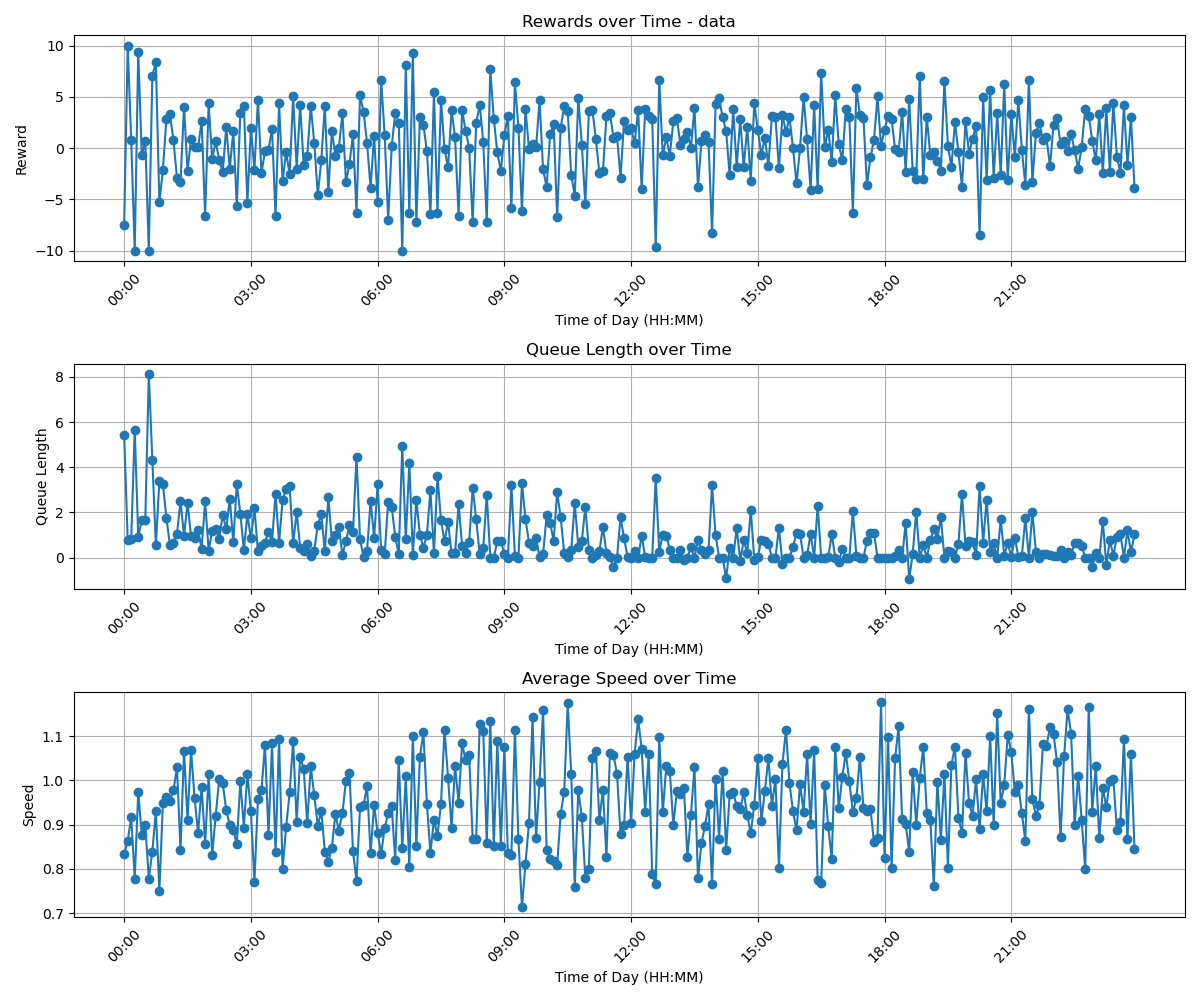 Rewards over Time - data
Reward
10
5
0
−5
−10
00:00 03:00 06:00 09:00 12:00 15:00 18:00 21:00
Time of Day (HH:MM)
Queue Length over Time
Queue Length
8
6
4
2
0
00:00 03:00 06:00 09:00 12:00 15:00 18:00 21:00
Time of Day (HH:MM)
Average Speed over Time
Speed
1.1
1.0
0.9
0.8
0.7
00:00 03:00 06:00 09:00 12:00 15:00 18:00 21:00
Time of Day (HH:MM)